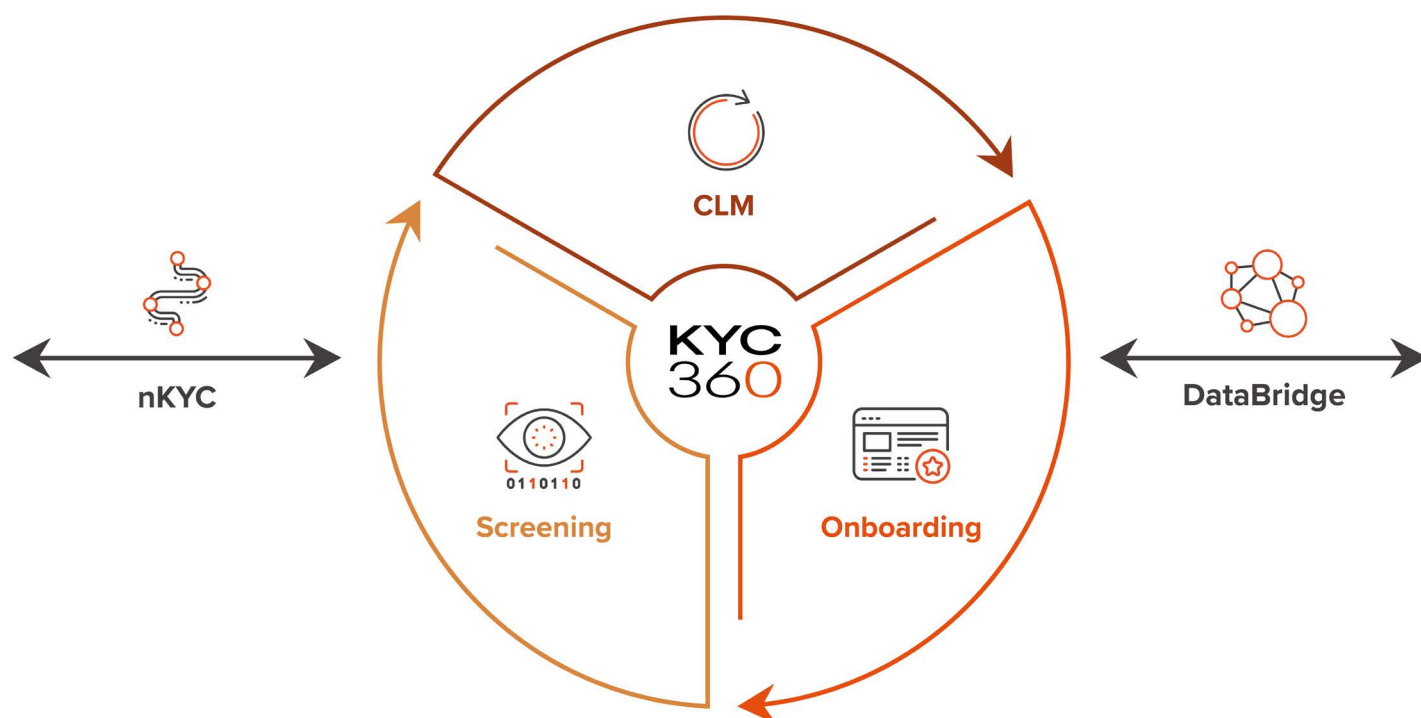 CLM
nKYC
KYC
360
DataBridge
0110110
Screening
Onboarding